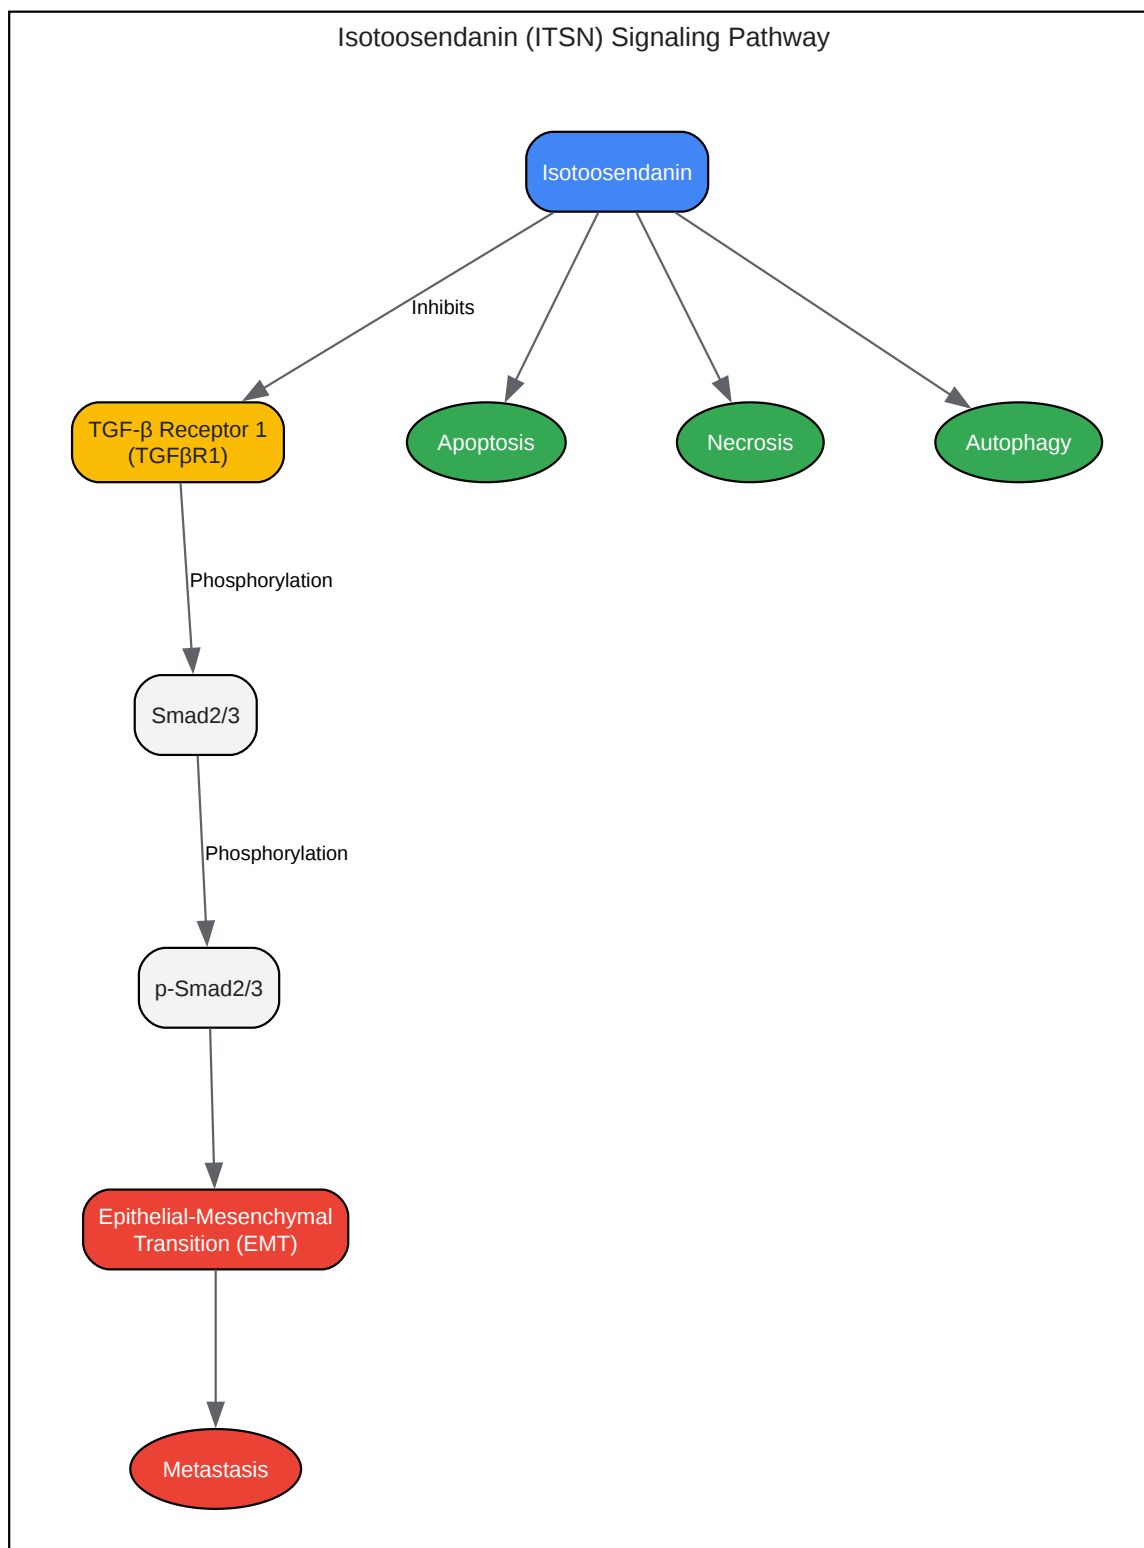 Isotoosendanin (ITSN) Signaling Pathway
Isotoosendanin
Inhibits
TGF-β Receptor 1
(TGFβR1)
Apoptosis
Necrosis
Autophagy
Phosphorylation
Smad2/3
Phosphorylation
p-Smad2/3
Epithelial-Mesenchymal
Transition (EMT)
Metastasis